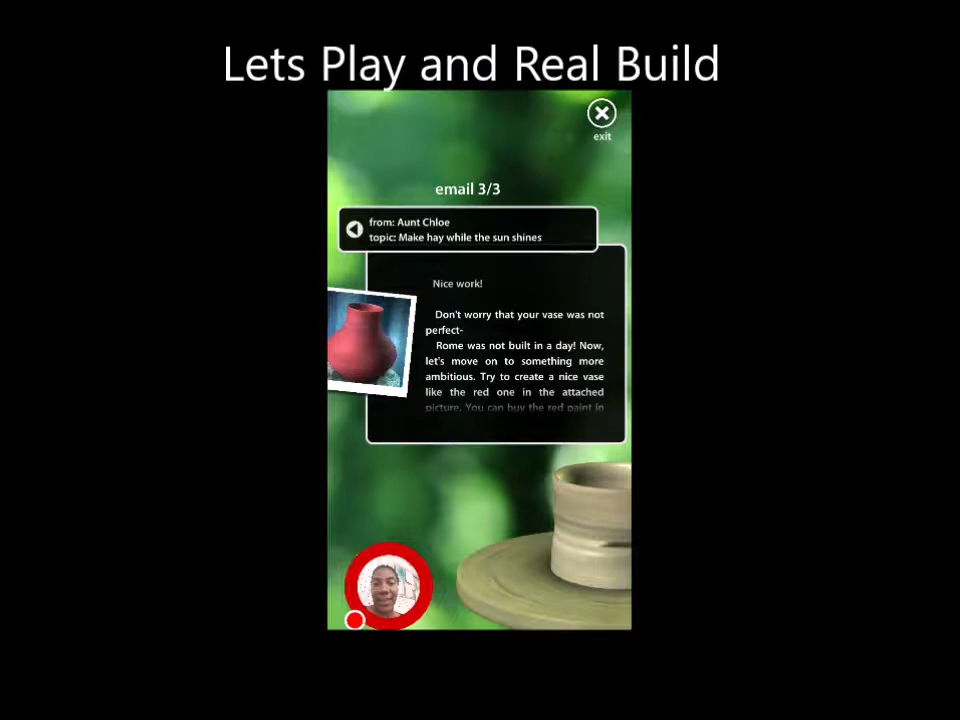 Lets Play and Real Build
exit
email 3/3
from: Aunt Chloe
topic: Make hay while the sun shines
Nice work!
Don't worry that your vase was not
perfect-
Rome was not built in a day! Now,
let's move on to something more
ambitious. Try to create a nice vase
like the red one in the attached
picture. You can buy the red paint in